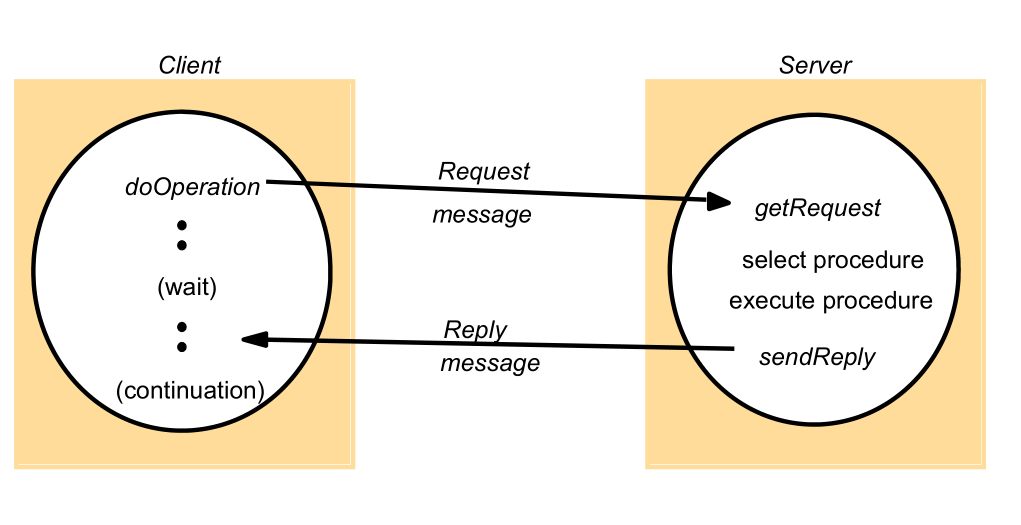 Client
Server
doOperation
Request
message
getRequest
select procedure
(wait)
execute procedure
Reply
message
sendReply
(continuation)